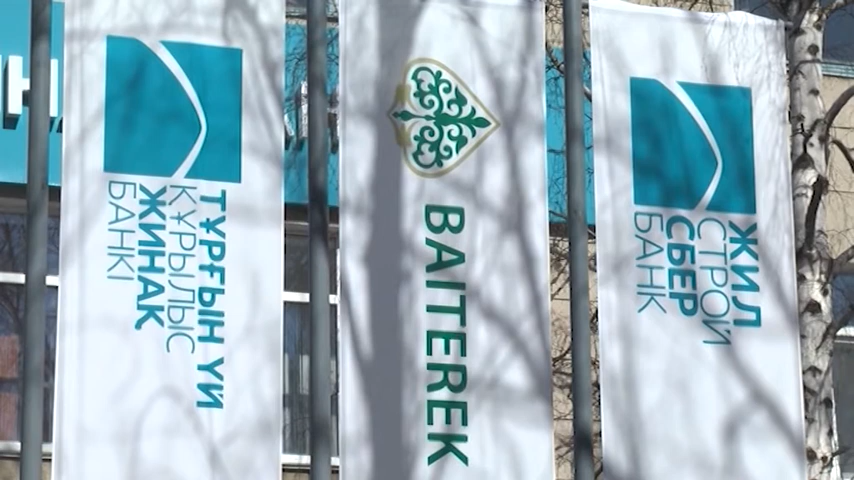 ТҰРҒЫН ҮЙ
ҚҰРЫЛЫС
ЖИНАҚ
БАНКІ
BAITEREK
ЖИЛ
СТРОЙ
СБЕР
БАНК